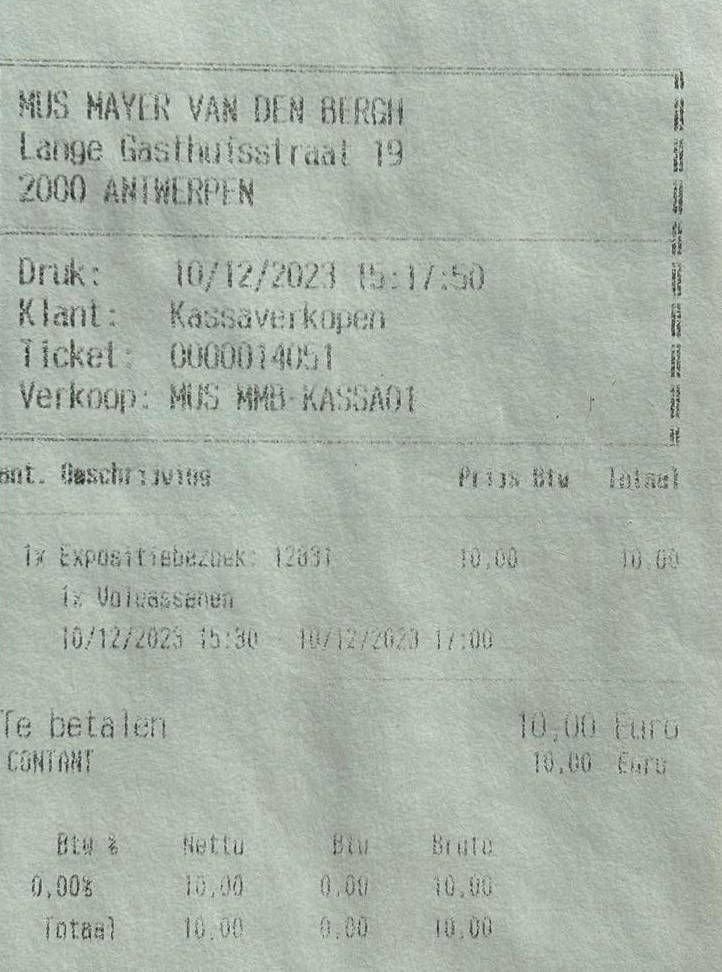 MUS MAYER VAN DEN BERGH
Lange Gasthuisstraat 19
2000 ANTWERPEN
Druk: 10/12/2023 15:17:50
Klant: Kassaverkopen
Ticket: 0000014051
Verkoop: MUS MMB-KASSA01
ant. Beschrijving Prijs Btw Totaal
1x Expositiebezoek: 12831 10,00 10,00
1x Volwassenen
10/12/2023 15:30 - 10/12/2023 17:00
Te betalen 10,00 Euro
CONTANT 10,00 Euro
Btw % Netto Btw Bruto
0,00% 10,00 0,00 10,00
Totaal 10,00 0,00 10,00